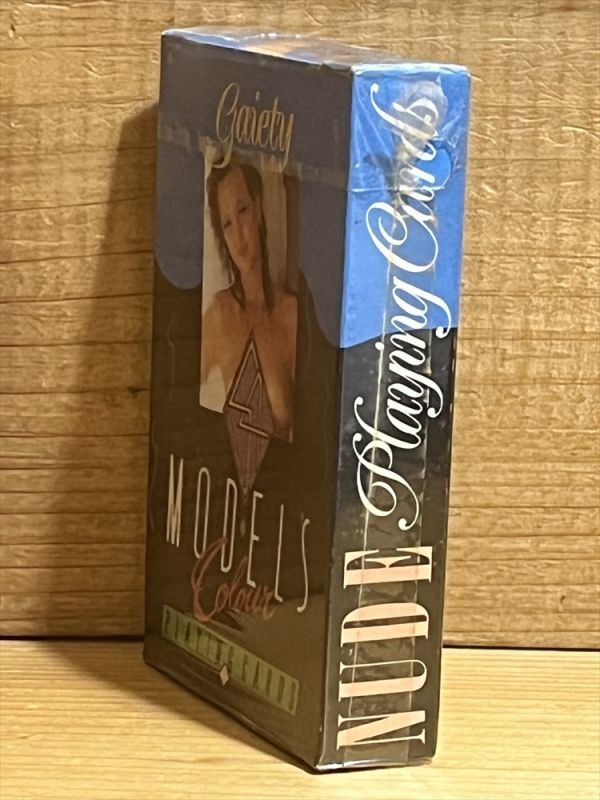 Gaiety
MODELS
Colour
PLAYING CARDS
NUDE Playing Cards